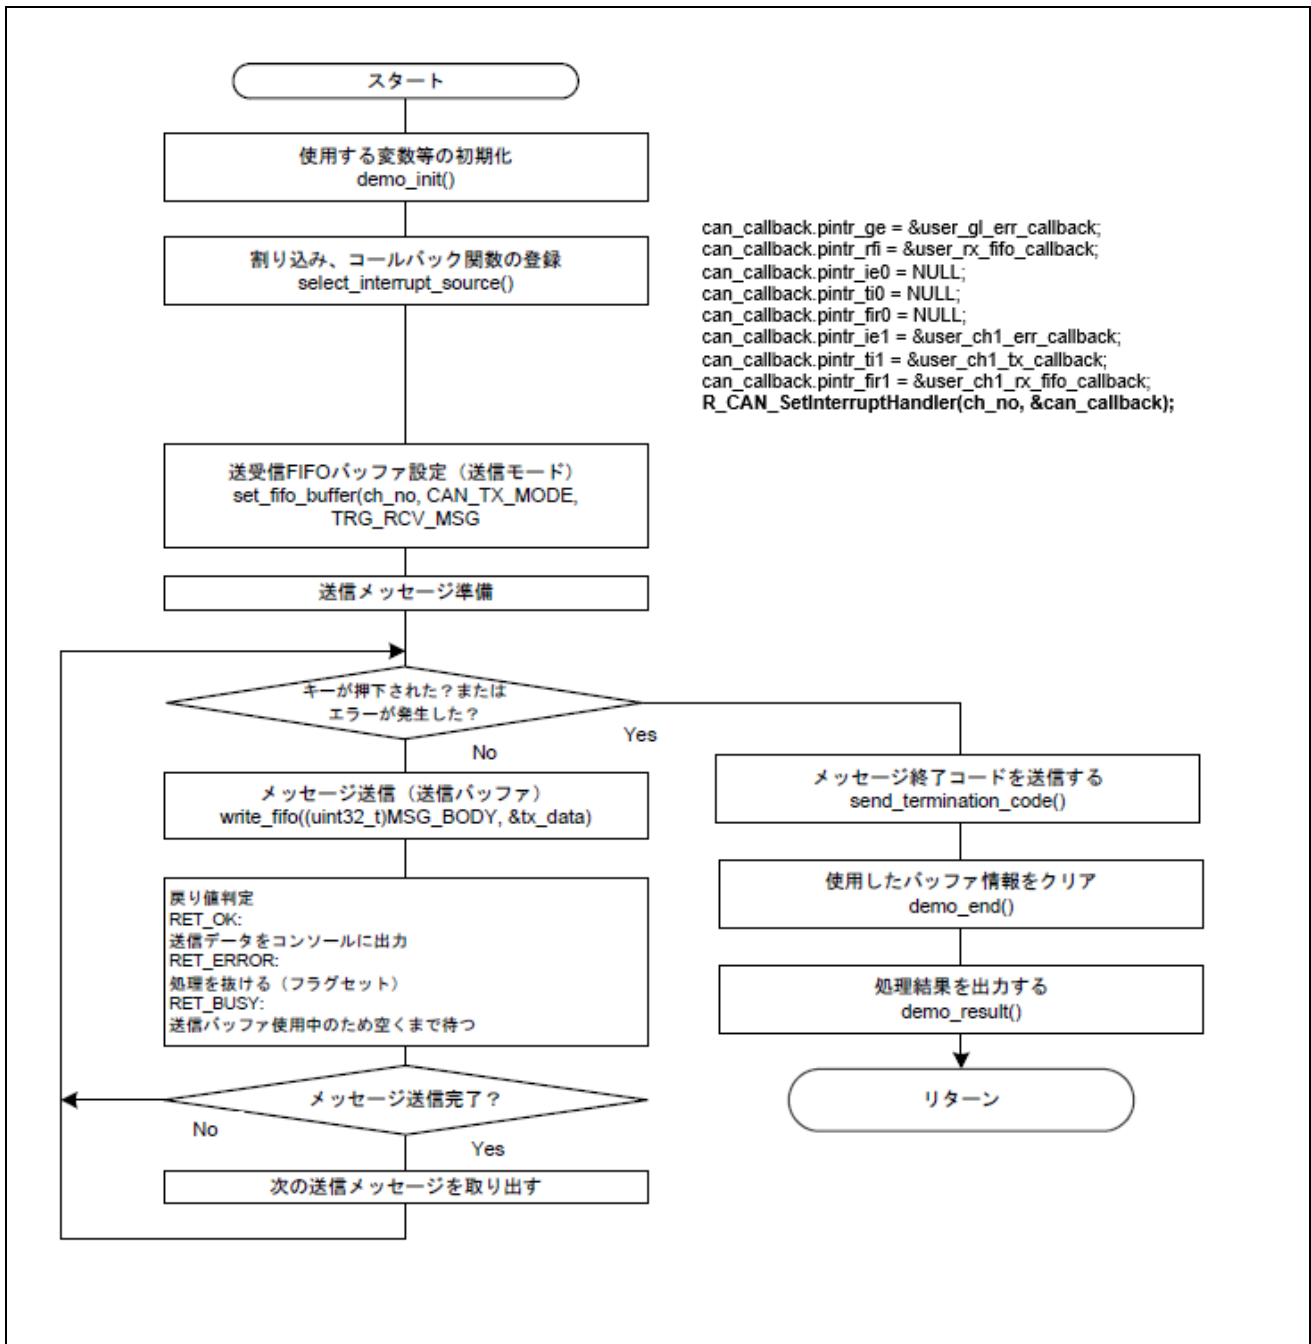 スタート
使用する変数等の初期化
demo_init()
割り込み、コールバック関数の登録
select_interrupt_source()
can_callback.pintr_ge = &user_gl_err_callback;
can_callback.pintr_rfi = &user_rx_fifo_callback;
can_callback.pintr_ie0 = NULL;
can_callback.pintr_ti0 = NULL;
can_callback.pintr_fir0 = NULL;
can_callback.pintr_ie1 = &user_ch1_err_callback;
can_callback.pintr_ti1 = &user_ch1_tx_callback;
can_callback.pintr_fir1 = &user_ch1_rx_fifo_callback;
R_CAN_SetInterruptHandler(ch_no, &can_callback);
送受信FIFOバッファ設定（送信モード）
set_fifo_buffer(ch_no, CAN_TX_MODE,
TRG_RCV_MSG
送信メッセージ準備
キーが押下された？または
エラーが発生した？
Yes
No
メッセージ送信（送信バッファ）
write_fifo((uint32_t)MSG_BODY, &tx_data)
戻り値判定
RET_OK:
送信データをコンソールに出力
RET_ERROR:
処理を抜ける（フラグセット）
RET_BUSY:
送信バッファ使用中のため空くまで待つ
メッセージ送信完了？
No
Yes
次の送信メッセージを取り出す
メッセージ終了コードを送信する
send_termination_code()
使用したバッファ情報をクリア
demo_end()
処理結果を出力する
demo_result()
リターン